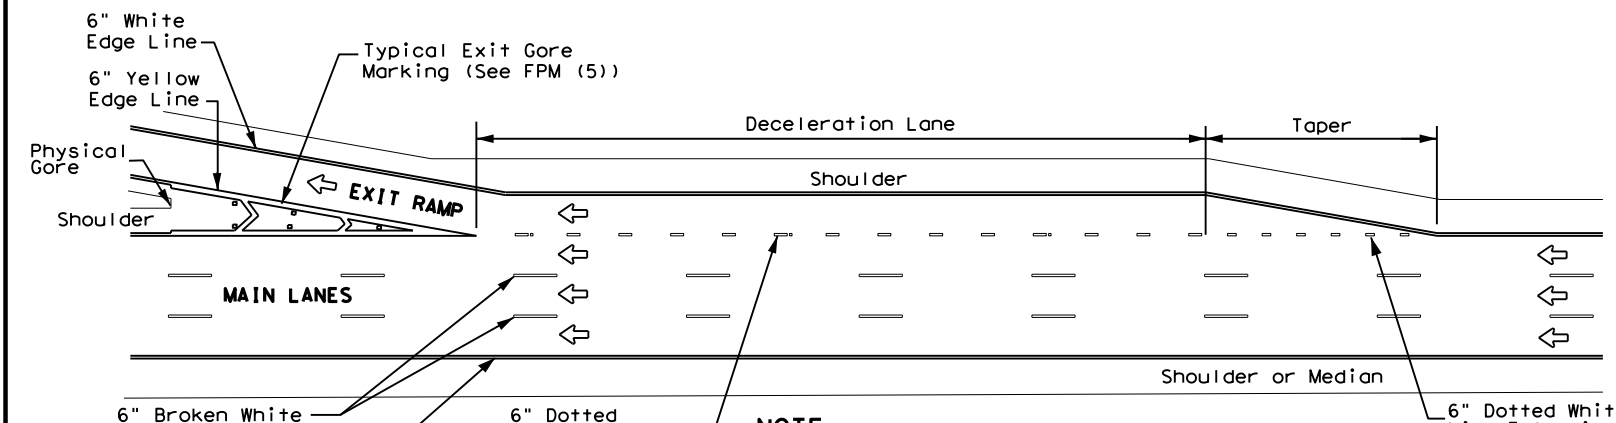 6" White
Edge Line
Typical Exit Gore
Marking (See FPM (5))
6" Yellow
Edge Line
Deceleration Lane
Taper
Physical
Gore
EXIT RAMP
Shoulder
Shoulder
MAIN LANES
Shoulder or Median
6" Broken White
6" Dotted
NOTE
6" Dotted Whit